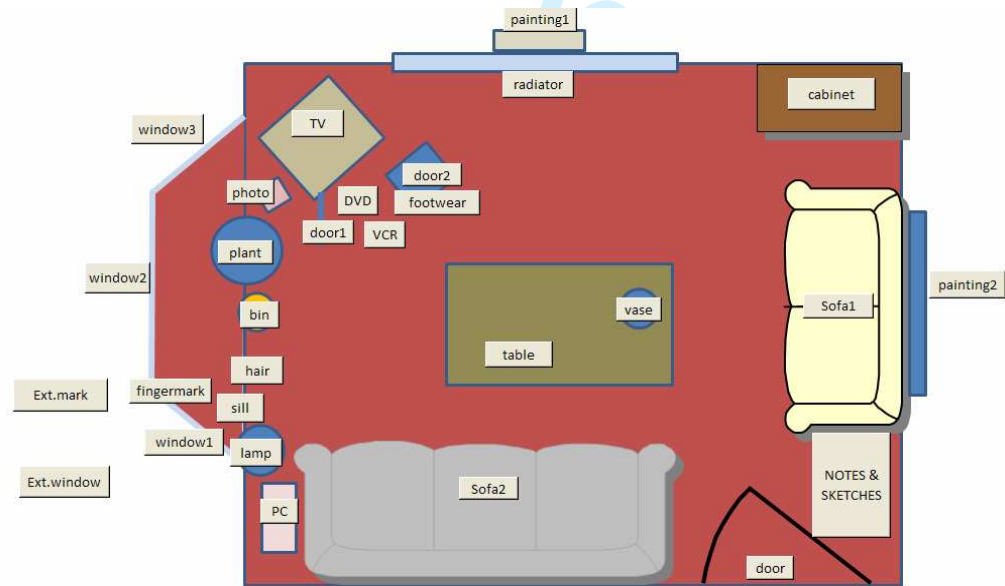 painting1
radiator
cabinet
window3
TV
door2
photo
DVD
footwear
door1
VCR
plant
window2
painting2
bin
vase
Sofa1
table
hair
Ext.mark
fingermark
sill
window1
lamp
Ext.window
Sofa2
NOTES &
SKETCHES
PC
door